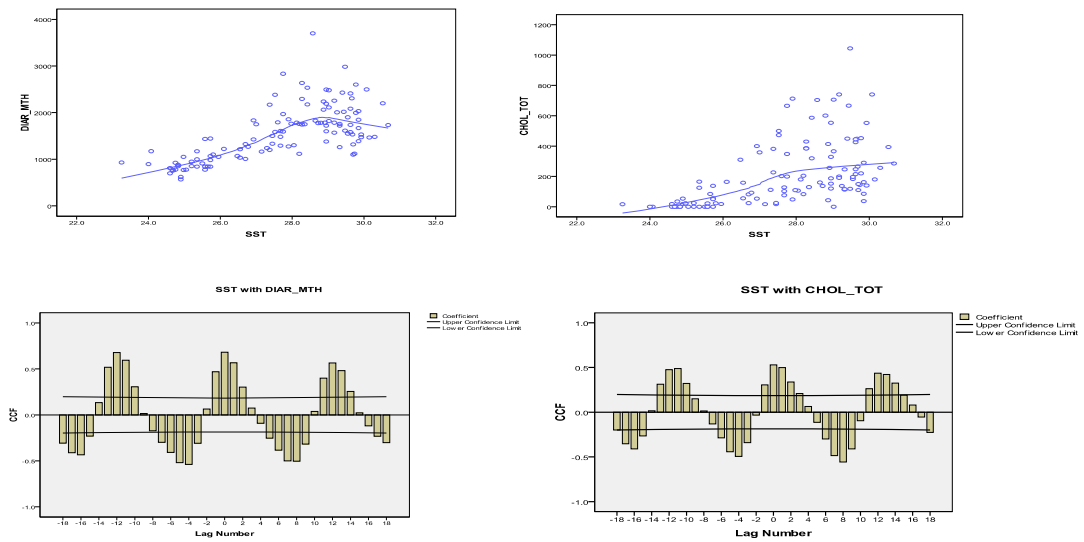 4000
3000
2000
1000
0
DIAR_MTH
22.0 24.0 26.0 28.0 30.0 32.0
SST
1200
1000
800
600
400
200
0
CHOL_TOT
22.0 24.0 26.0 28.0 30.0 32.0
SST
SST with DIAR_MTH
Coefficient
Upper Confidence Limit
Lower Confidence Limit
1.0
0.5
0.0
-0.5
-1.0
CCF
-18 -16 -14 -12 -10 -8 -6 -4 -2 0 2 4 6 8 10 12 14 16 18
Lag Number
SST with CHOL_TOT
Coefficient
Upper Confidence Limit
Lower Confidence Limit
1.0
0.5
0.0
-0.5
-1.0
CCF
-18 -16 -14 -12 -10 -8 -6 -4 -2 0 2 4 6 8 10 12 14 16 18
Lag Number